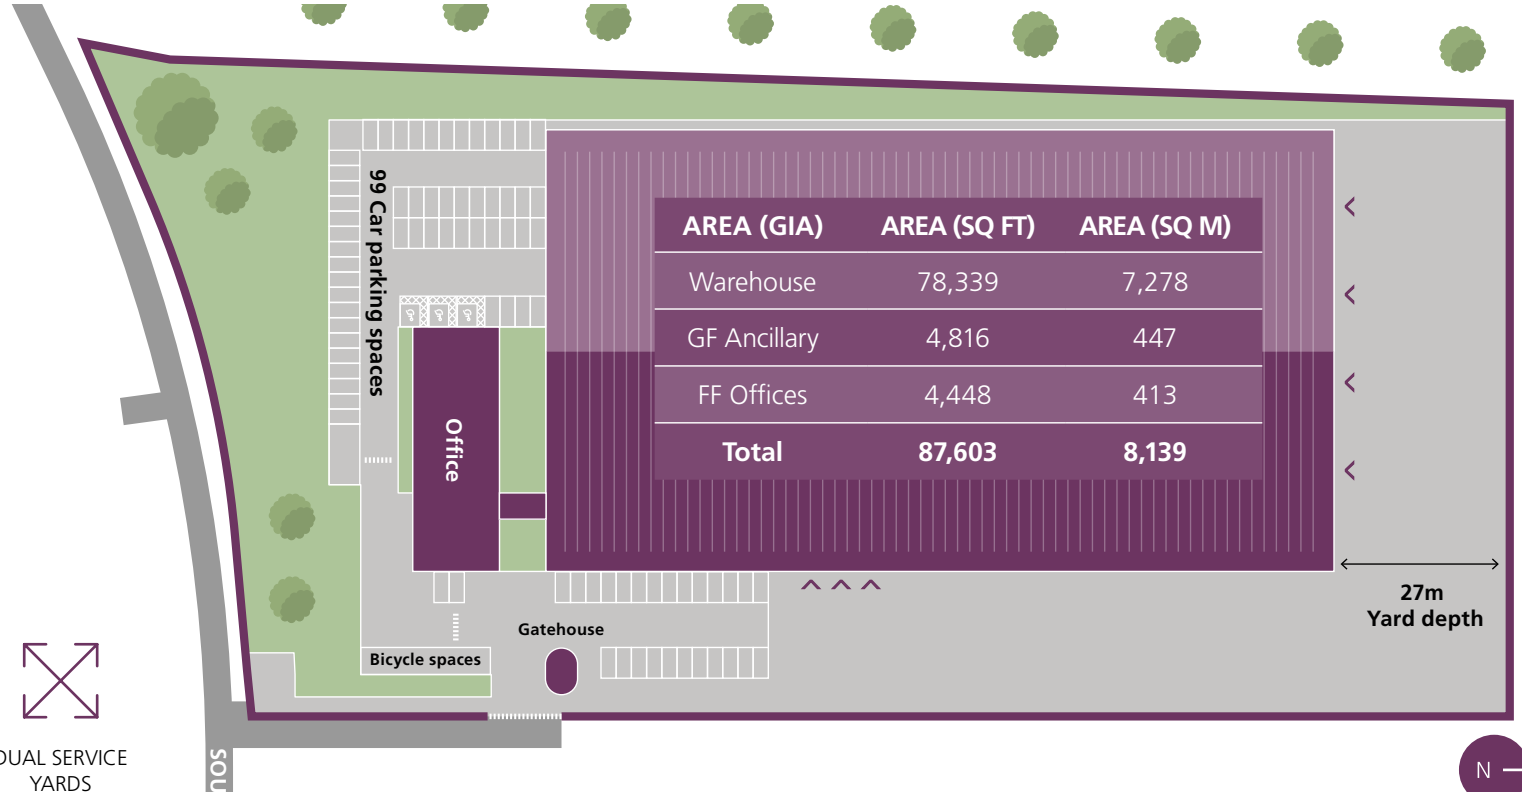 99 Car parking spaces
AREA (GIA) AREA (SQ FT) AREA (SQ M)
Warehouse 78,339 7,278
GF Ancillary 4,816 447
FF Offices 4,448 413
Total 87,603 8,139
Office
27m
Yard depth
Gatehouse
Bicycle spaces
DUAL SERVICE
YARDS
SOU
N